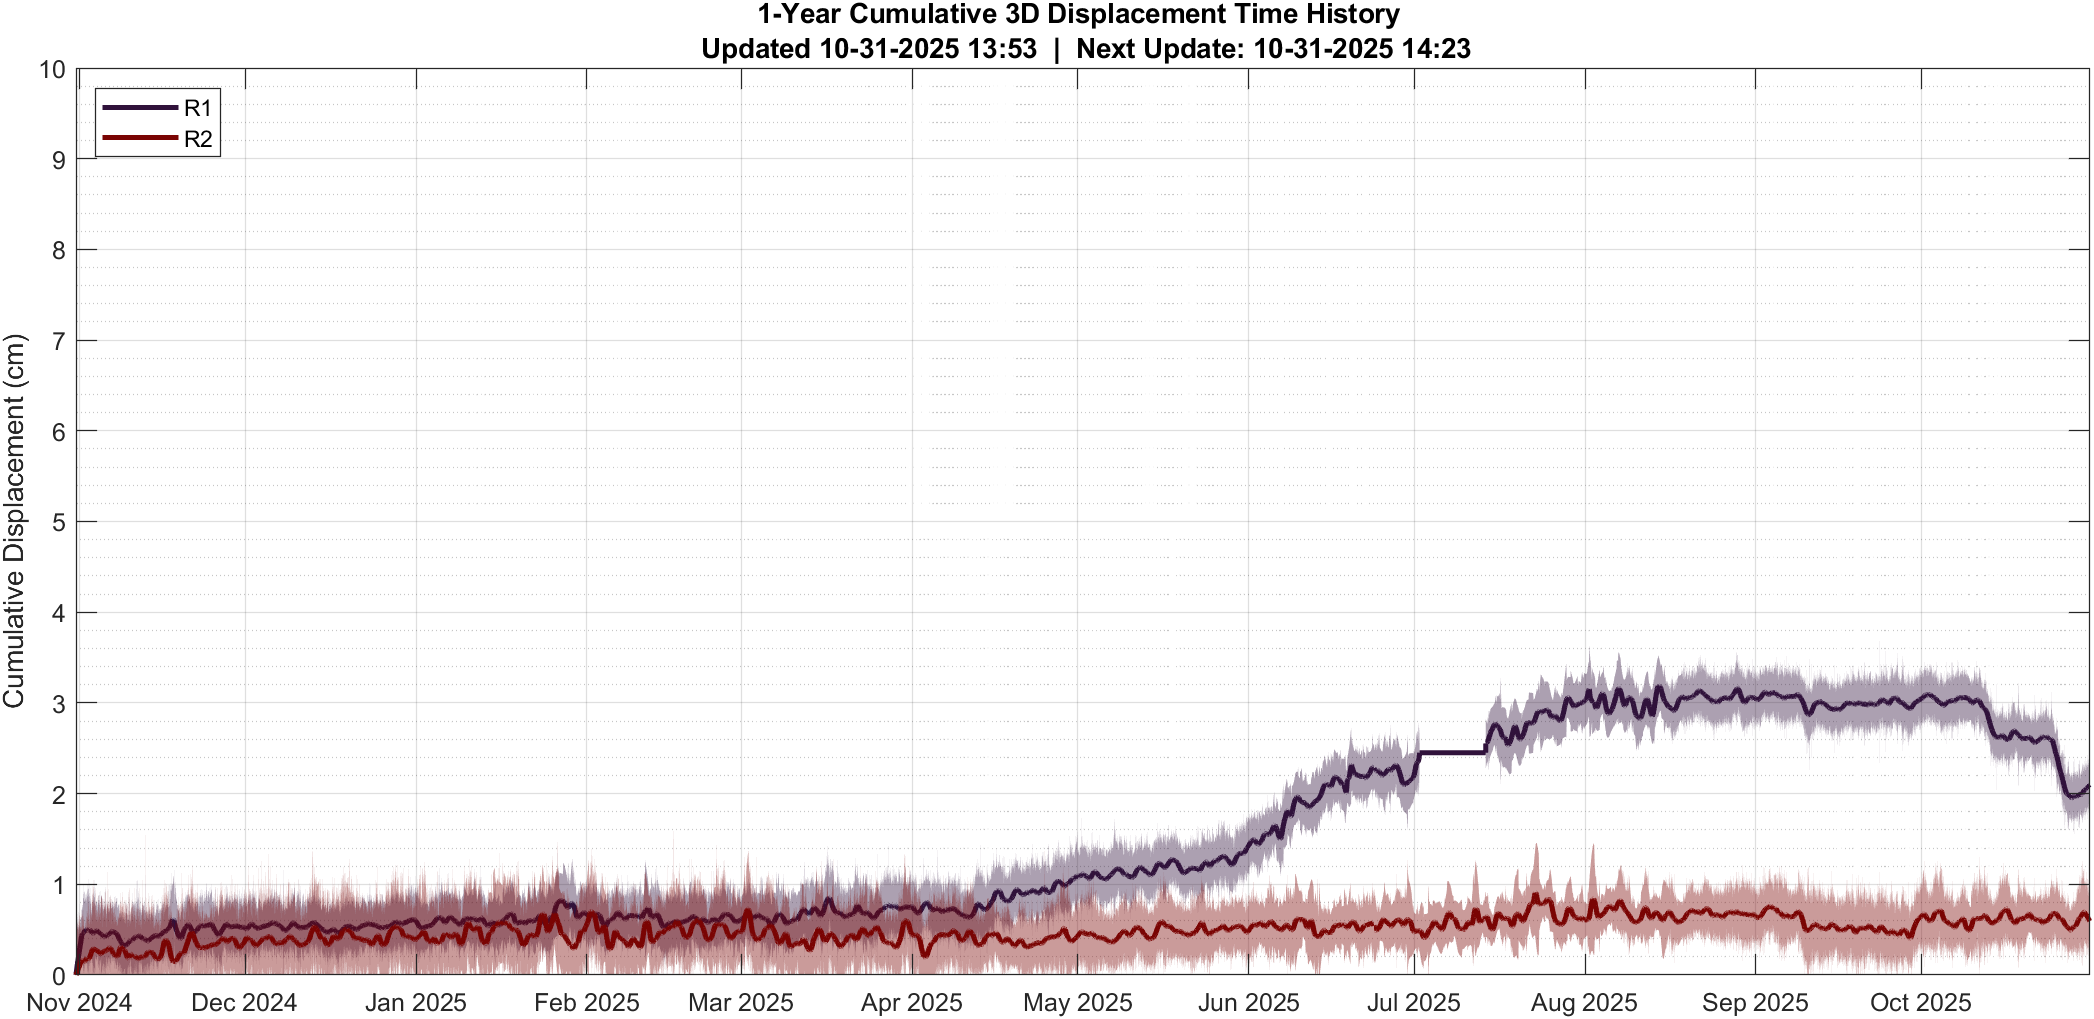 1-Year Cumulative 3D Displacement Time History
Updated 10-31-2025 13:53 | Next Update: 10-31-2025 14:23
R1
R2
Cumulative Displacement (cm)
10
9
8
7
6
5
4
3
2
1
0
Nov 2024 Dec 2024 Jan 2025 Feb 2025 Mar 2025 Apr 2025 May 2025 Jun 2025 Jul 2025 Aug 2025 Sep 2025 Oct 2025